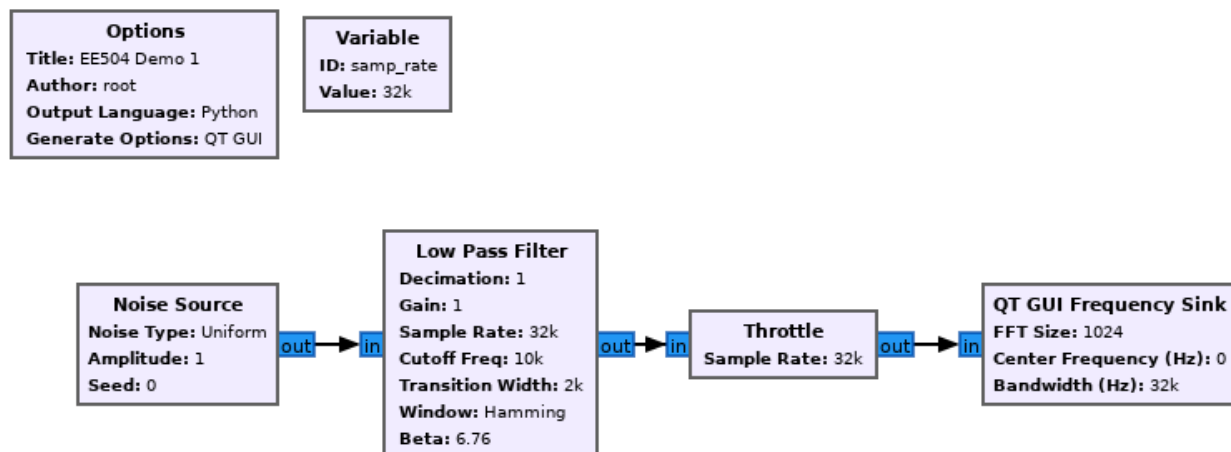 Options
Title: EE504 Demo 1
Author: root
Output Language: Python
Generate Options: QT GUI
Variable
ID: samp_rate
Value: 32k
Noise Source
Noise Type: Uniform
Amplitude: 1
Seed: 0
out
in
Low Pass Filter
Decimation: 1
Gain: 1
Sample Rate: 32k
Cutoff Freq: 10k
Transition Width: 2k
Window: Hamming
Beta: 6.76
out
in
Throttle
Sample Rate: 32k
out
in
QT GUI Frequency Sink
FFT Size: 1024
Center Frequency (Hz): 0
Bandwidth (Hz): 32k